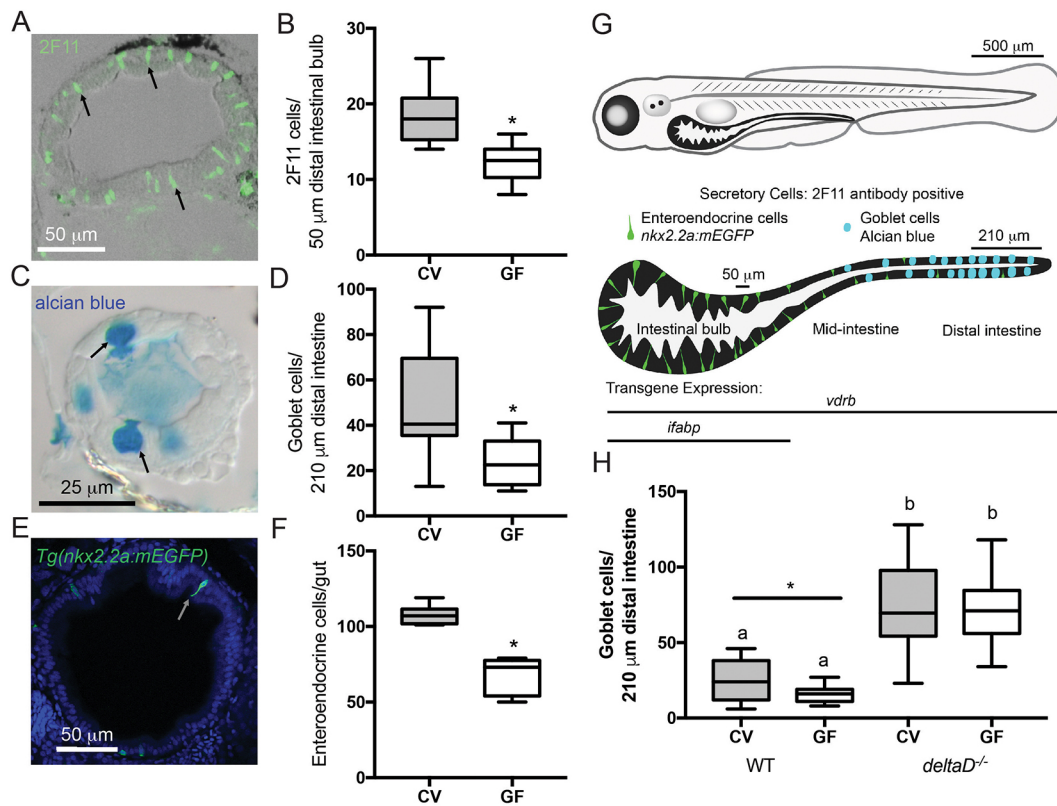 A
2F11
50 μm
B
2F11 cells/
50 μm distal intestinal bulb
30
20
10
0
*
CV
GF
C
alcian blue
25 μm
D
Goblet cells/
210 μm distal intestine
100
80
60
40
20
0
*
CV
GF
E
Tg(nkx2.2a:mEGFP)
50 μm
F
Enteroendocrine cells/gut
150
100
50
0
*
CV
GF
G
500 μm
Secretory Cells: 2F11 antibody positive
Enteroendocrine cells
nkx2.2a:mEGFP
Goblet cells
Alcian blue
210 μm
50 μm
Intestinal bulb
Mid-intestine
Distal intestine
Transgene Expression:
vdrb
ifabp
H
Goblet cells/
210 μm distal intestine
150
100
50
0
a
*
a
b
b
CV
GF
CV
GF
WT
deltaD-/-